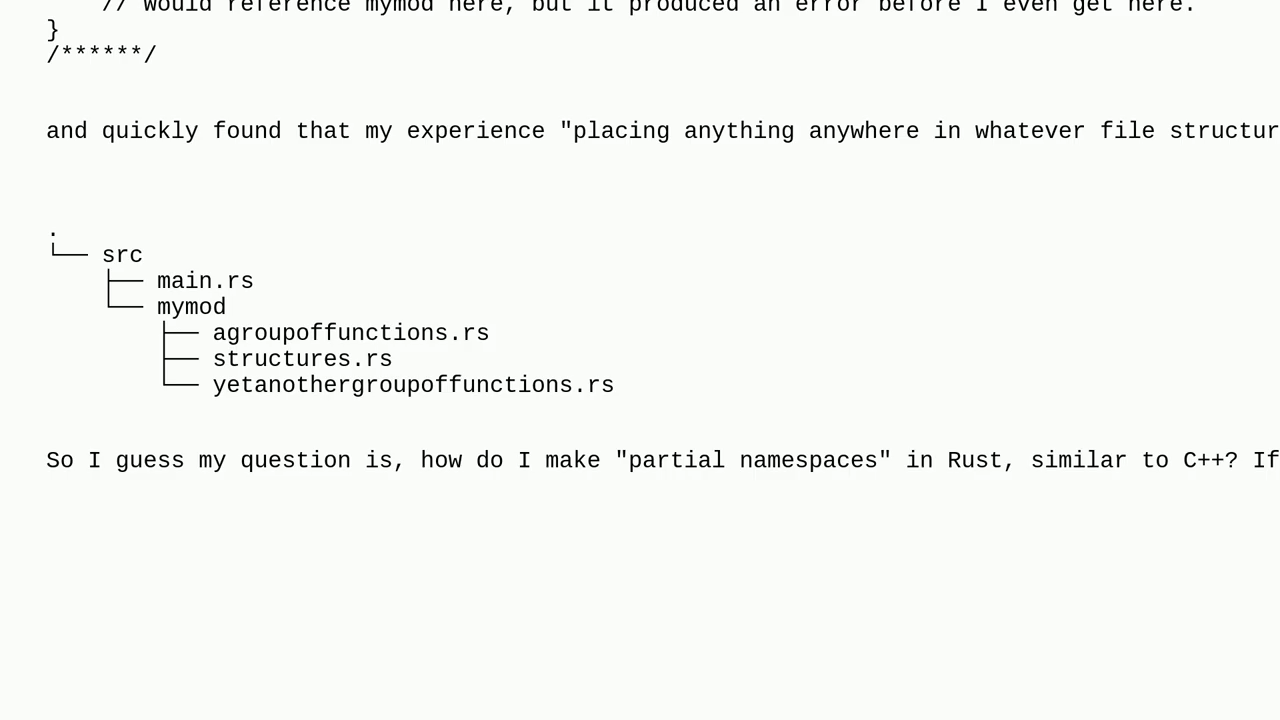 // would reference mymod here, but it produced an error before I even get here.
}
/******/
and quickly found that my experience "placing anything anywhere in whatever file structur
.
└── src
    ├── main.rs
    └── mymod
        ├── agroupoffunctions.rs
        ├── structures.rs
        └── yetanothergroupoffunctions.rs
So I guess my question is, how do I make "partial namespaces" in Rust, similar to C++? If